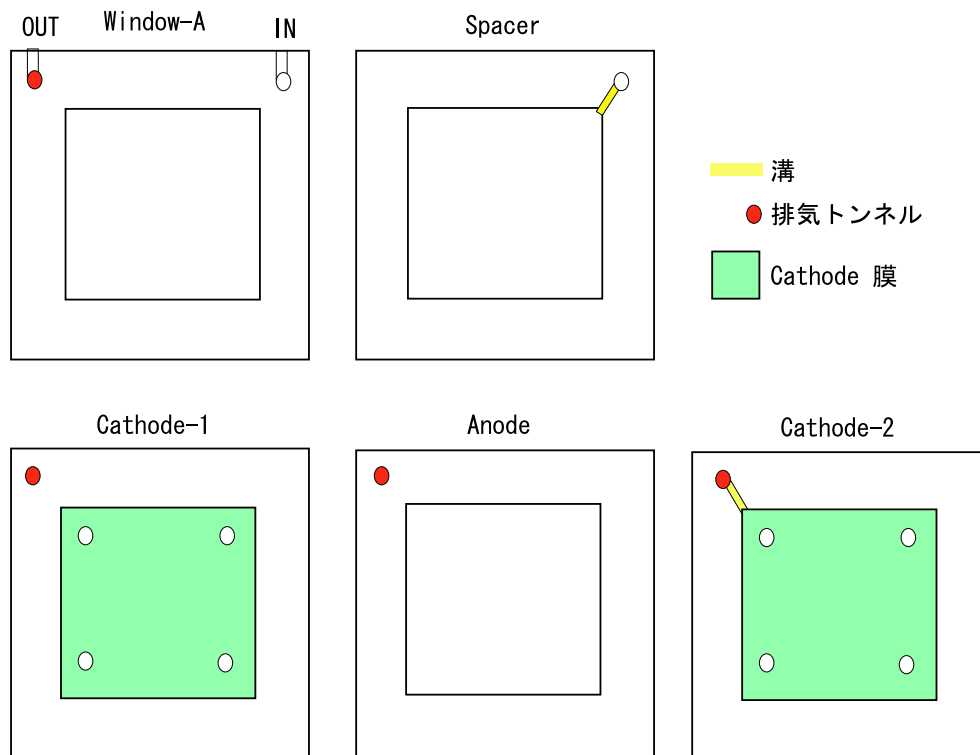 OUT
Window-A
IN
Spacer
溝
排気トンネル
Cathode 膜
Cathode-1
Anode
Cathode-2